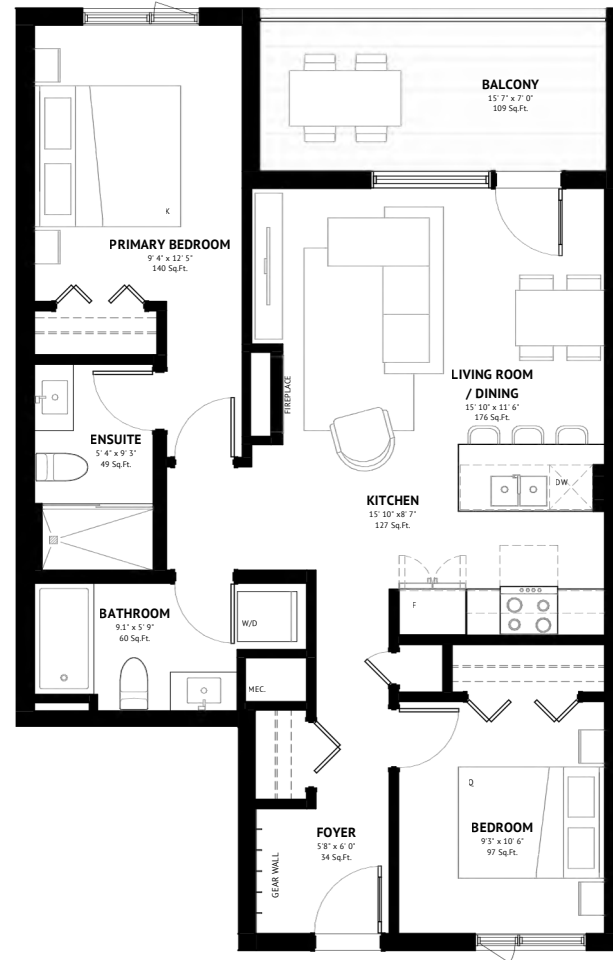 BALCONY
15' 7" x 7' 0"
109 Sq.Ft.
K
PRIMARY BEDROOM
9' 4" x 12' 5"
140 Sq.Ft.
FIREPLACE
LIVING ROOM
/ DINING
15' 10" x 11' 6"
176 Sq.Ft.
ENSUITE
5' 4" x 9' 3"
49 Sq.Ft.
DW
KITCHEN
15' 10" x8' 7"
127 Sq.Ft.
F
BATHROOM
9.1" x 5' 9"
60 Sq.Ft.
W/D
MEC.
Q
BEDROOM
9'3" x 10' 6"
97 Sq.Ft.
FOYER
5'8" x 6' 0"
34 Sq.Ft.
GEAR WALL